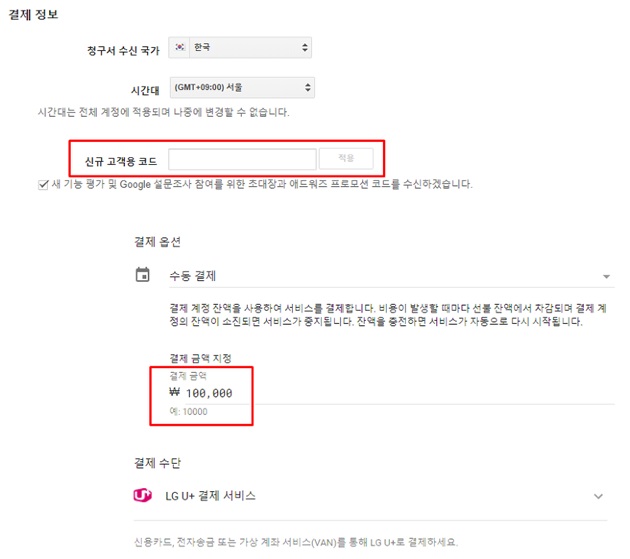 결제 정보
청구서 수신 국가 한국
시간대 (GMT+09:00) 서울
시간대는 전체 계정에 적용되며 나중에 변경할 수 없습니다.
신규 고객용 코드 적용
새 기능 평가 및 Google 설문조사 참여를 위한 초대장과 애드워즈 프로모션 코드를 수신하겠습니다.
결제 옵션
수동 결제
결제 계정 잔액을 사용하여 서비스를 결제합니다. 비용이 발생할 때마다 선불 잔액에서 차감되며 결제 계
정의 잔액이 소진되면 서비스가 중지됩니다. 잔액을 충전하면 서비스가 자동으로 다시 시작됩니다.
결제 금액 지정
결제 금액
₩ 100,000
예: 10000
결제 수단
U+ LG U+ 결제 서비스
신용카드, 전자송금 또는 가상 계좌 서비스(VAN)를 통해 LG U+로 결제하세요.